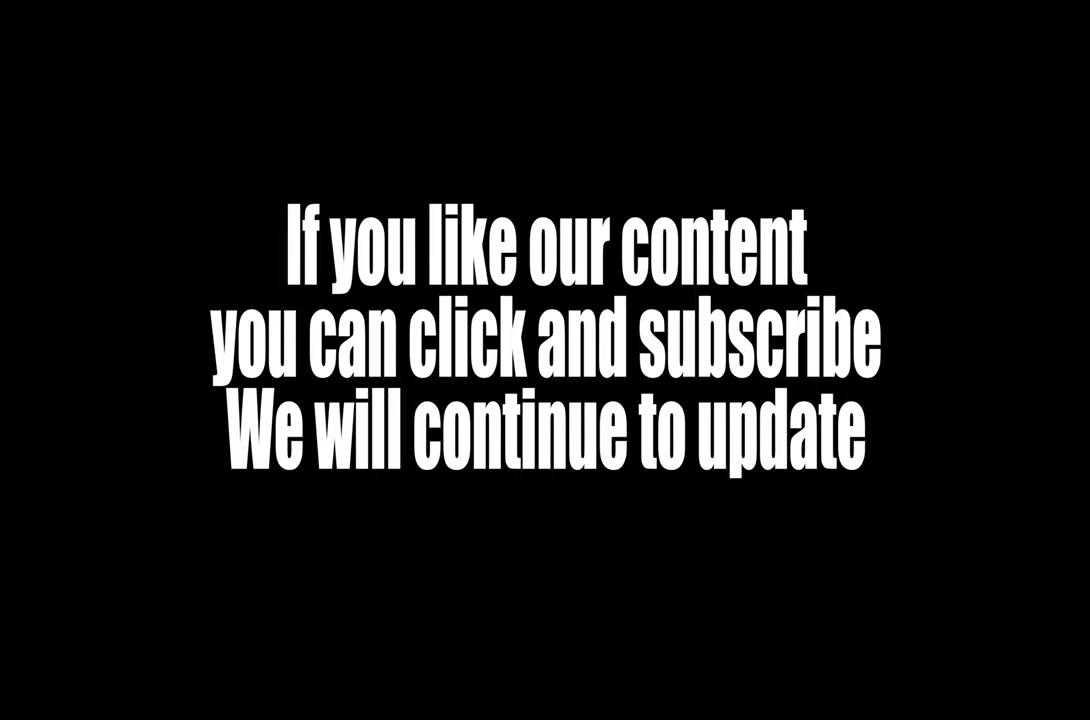 If you like our content
you can click and subscribe
We will continue to update